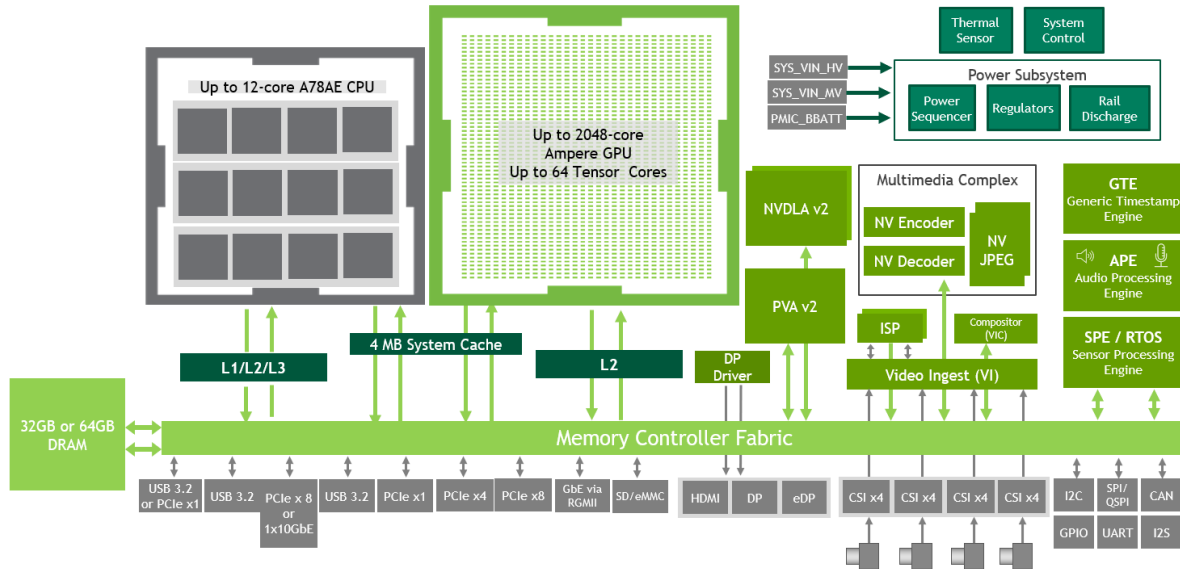 Thermal
Sensor
System
Control
SYS_VIN_HV
SYS_VIN_MV
PMIC_BBATT
Power Subsystem
Power
Sequencer
Regulators
Rail
Discharge
Up to 12-core A78AE CPU
Up to 2048-core
Ampere GPU
Up to 64 Tensor Cores
NVDLA v2
PVA v2
Multimedia Complex
NV Encoder
NV Decoder
NV
JPEG
GTE
Generic Timestamp
Engine
APE
Audio Processing
Engine
SPE / RTOS
Sensor Processing
Engine
ISP
Compositor
(VIC)
Video Ingest (VI)
L1/L2/L3
4 MB System Cache
L2
DP
Driver
32GB or 64GB
DRAM
Memory Controller Fabric
USB 3.2
or PCIe x1
USB 3.2
PCIe x 8
or
1x10GbE
USB 3.2
PCIe x1
PCIe x4
PCIe x8
GbE via
RGMII
SD/eMMC
HDMI
DP
eDP
CSI x4
CSI x4
CSI x4
CSI x4
I2C
SPI/
QSPI
CAN
GPIO
UART
I2S